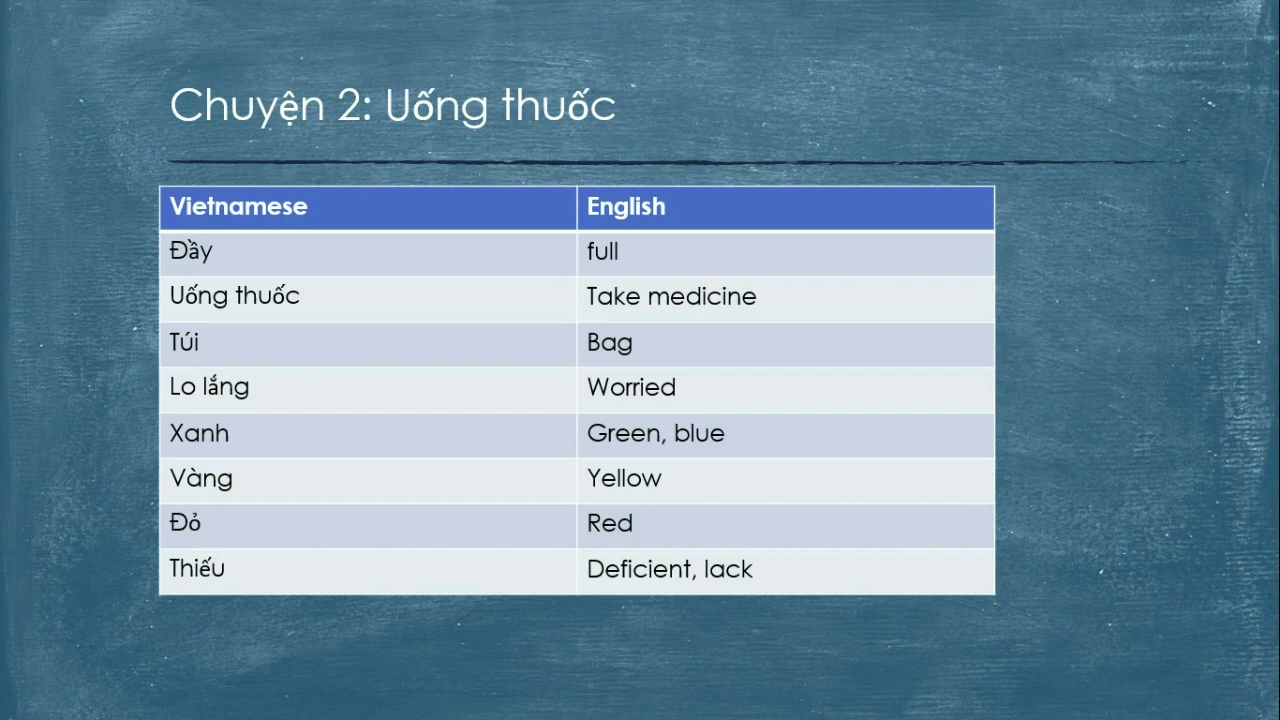 Chuyện 2: Uống thuốc
Vietnamese English
Đầy full
Uống thuốc Take medicine
Túi Bag
Lo lắng Worried
Xanh Green, blue
Vàng Yellow
Đỏ Red
Thiếu Deficient, lack